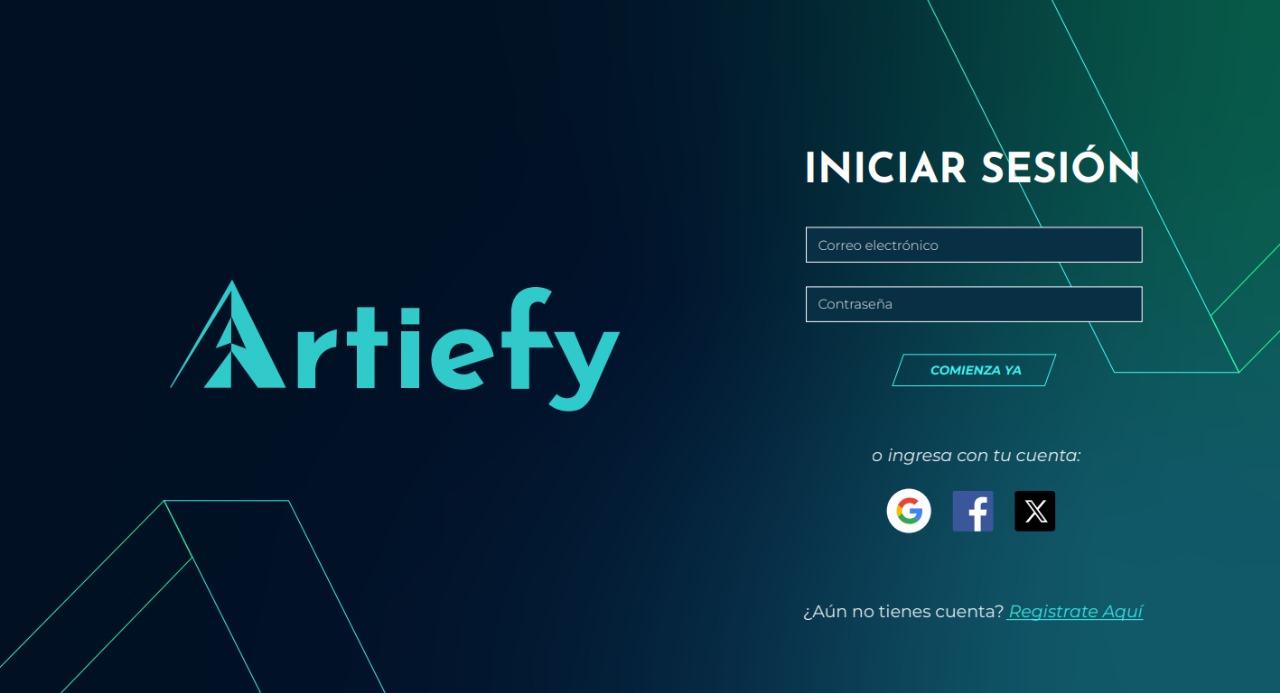 Artiefy
INICIAR SESIÓN
Correo electrónico
Contraseña
COMIENZA YA
o ingresa con tu cuenta:
¿Aún no tienes cuenta? Registrate Aquí